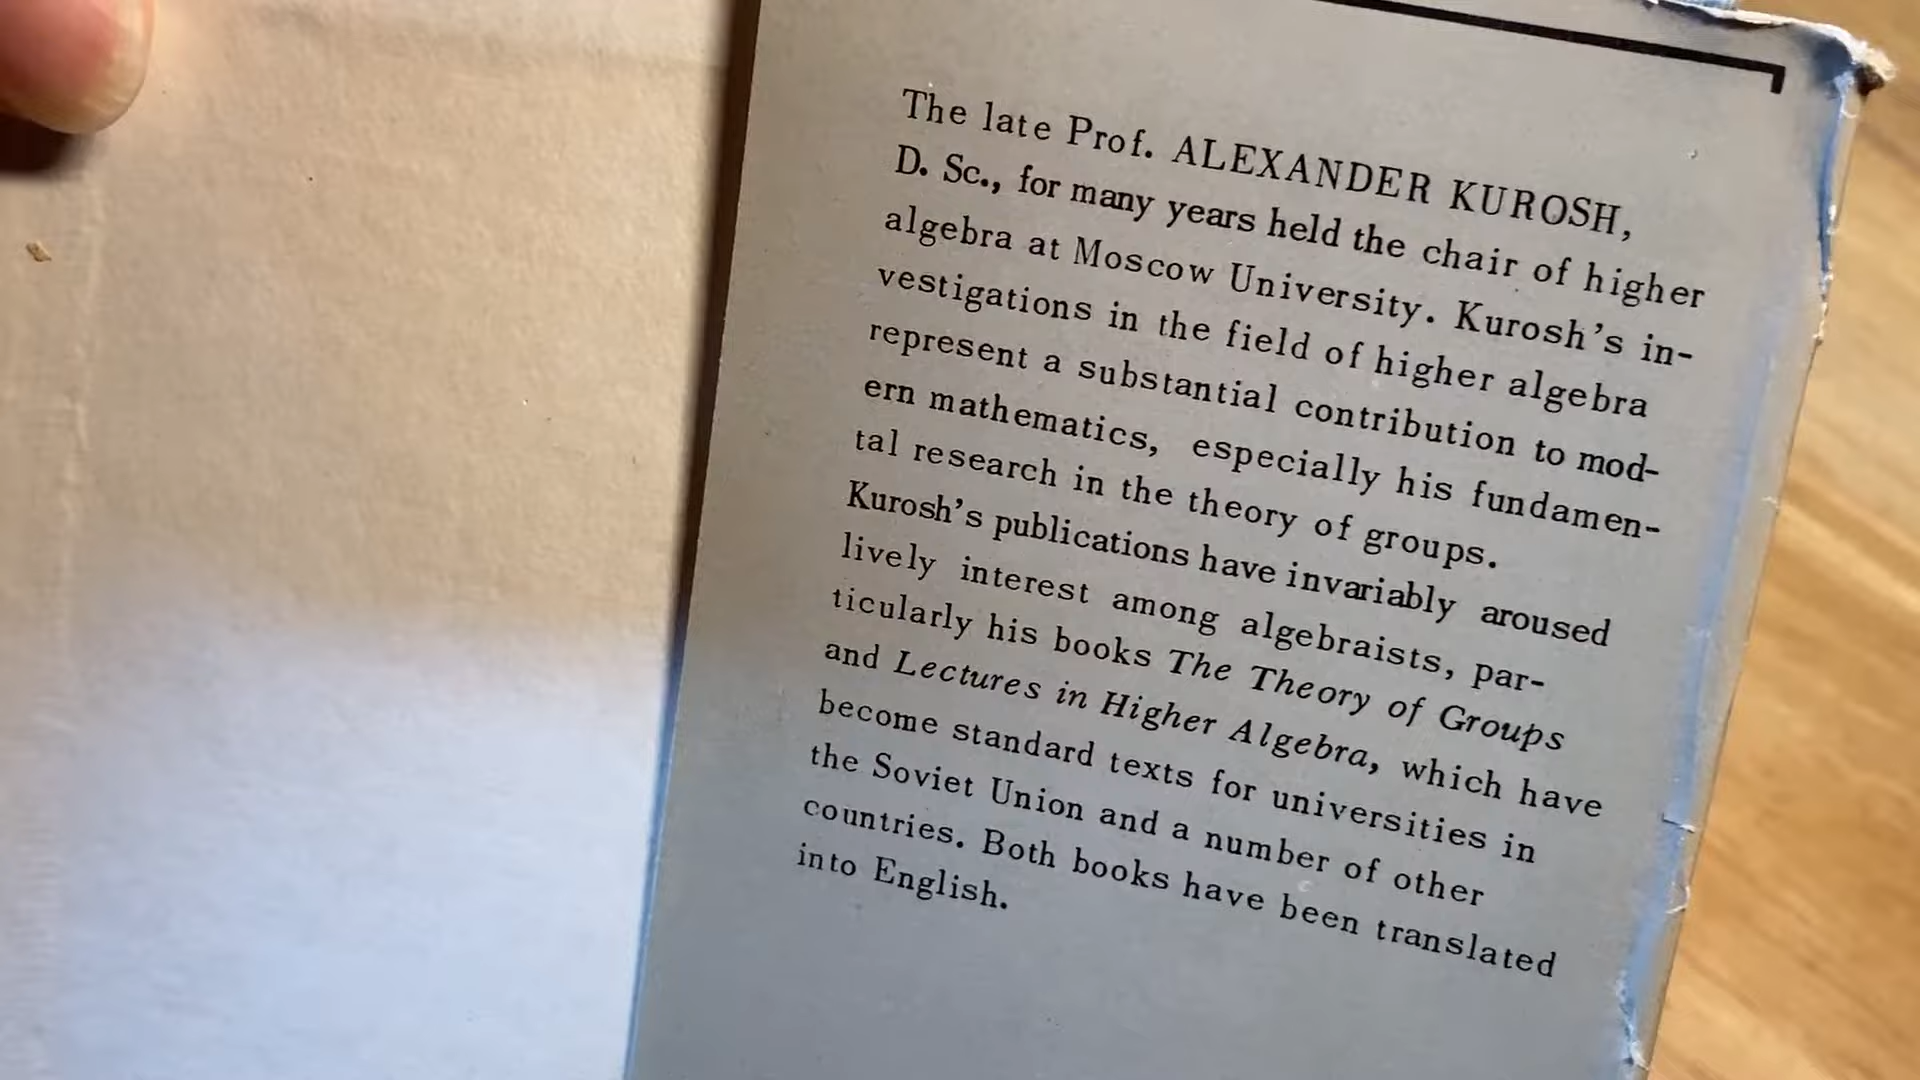 The late Prof. ALEXANDER KUROSH,
D. Sc., for many years held the chair of higher
algebra at Moscow University. Kurosh's in-
vestigations in the field of higher algebra
represent a substantial contribution to mod-
ern mathematics, especially his fundamen-
tal research in the theory of groups.
Kurosh's publications have invariably aroused
lively interest among algebraists, par-
ticularly his books The Theory of Groups
and Lectures in Higher Algebra, which have
become standard texts for universities in
the Soviet Union and a number of other
countries. Both books have been translated
into English.